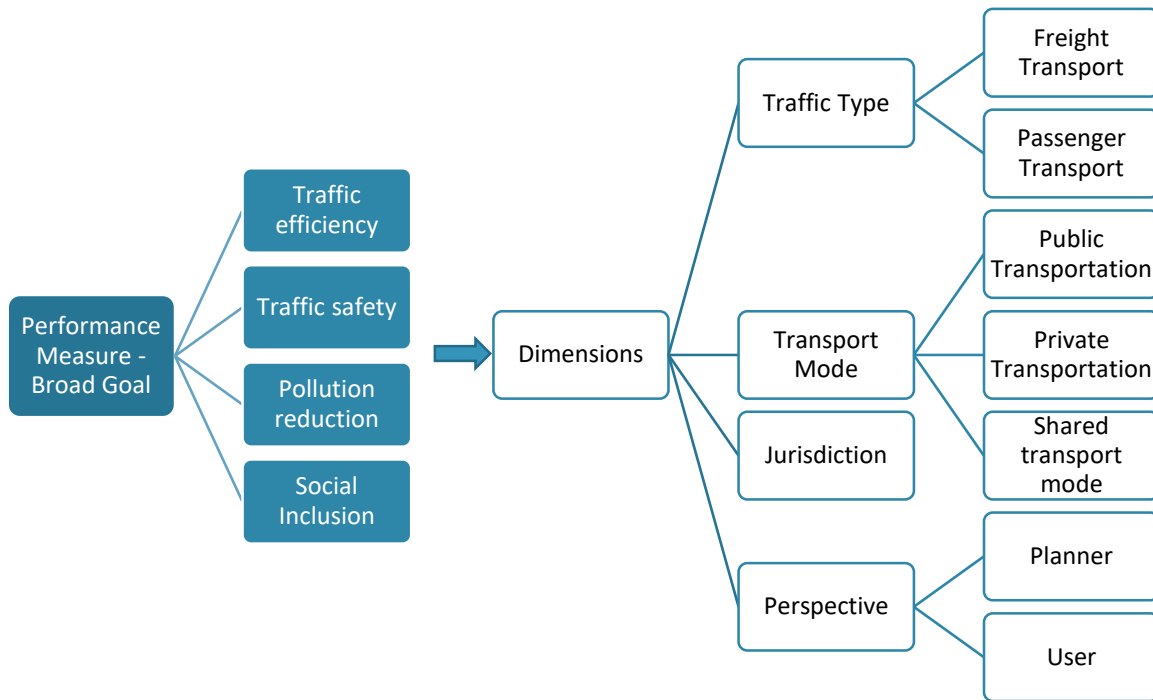 Performance
Measure -
Broad Goal
Traffic
efficiency
Traffic safety
Pollution
reduction
Social
Inclusion
Dimensions
Traffic Type
Freight
Transport
Passenger
Transport
Transport
Mode
Public
Transportation
Private
Transportation
Shared
transport
mode
Jurisdiction
Perspective
Planner
User